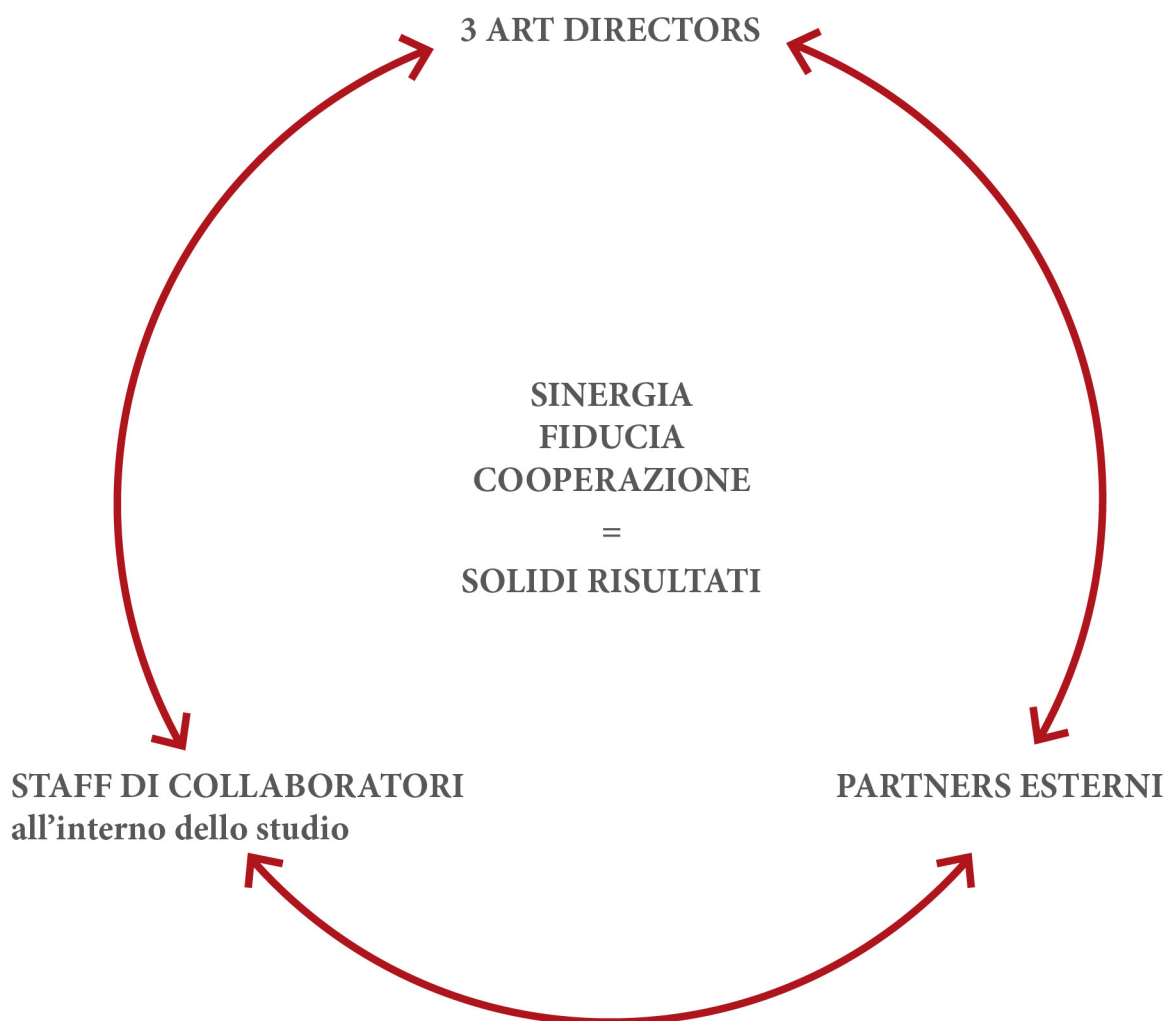 3 ART DIRECTORS
SINERGIA
FIDUCIA
COOPERAZIONE
=
SOLIDI RISULTATI
STAFF DI COLLABORATORI
all’interno dello studio
PARTNERS ESTERNI